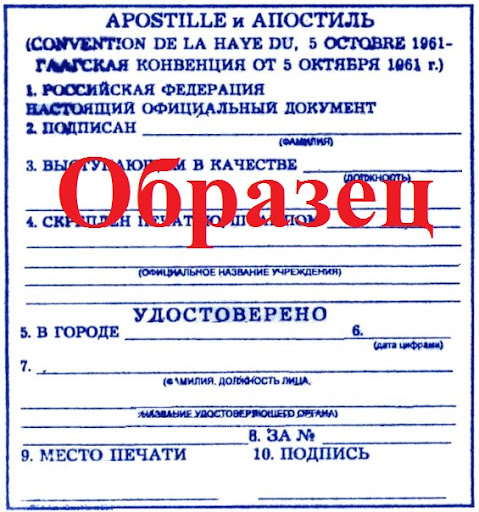 APOSTILLE и АПОСТИЛЬ
(CONVENTION DE LA HAYE DU, 5 OCTOBRE 1961-
ГААГСКАЯ КОНВЕНЦИЯ ОТ 5 ОКТЯБРЯ 1961 г.)
1. РОССИЙСКАЯ ФЕДЕРАЦИЯ
НАСТОЯЩИЙ ОФИЦИАЛЬНЫЙ ДОКУМЕНТ
2. ПОДПИСАН
(ФАМИЛИЯ)
3. ВЫСТУПАЮЩИМ В КАЧЕСТВЕ
(ДОЛЖНОСТЬ)
Образец
4. СКРЕПЛЕН ПЕЧАТЬЮ/ШТАМПОМ
(ОФИЦИАЛЬНОЕ НАЗВАНИЕ УЧРЕЖДЕНИЯ)
УДОСТОВЕРЕНО
5. В ГОРОДЕ 6.
(дата цифрами)
7.
(ФАМИЛИЯ, ДОЛЖНОСТЬ ЛИЦА,
НАЗВАНИЕ УДОСТОВЕРЯЮЩЕГО ОРГАНА)
8. ЗА №
9. МЕСТО ПЕЧАТИ 10. ПОДПИСЬ